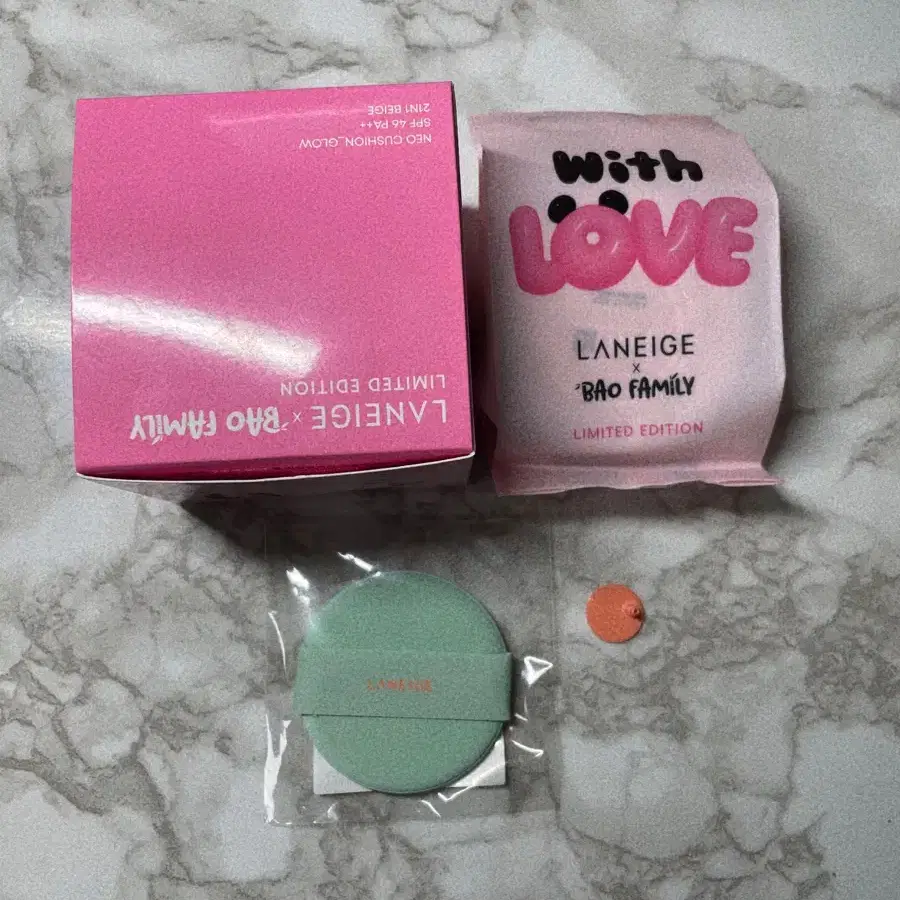 NEO CUSHION_GLOW
SPF 46 PA++
21N1 BEIGE
LANEIGE × BAO FAMILY
LIMITED EDITION
With
LOVE
LANEIGE
×
BAO FAMILY
LIMITED EDITION
LANEIGE